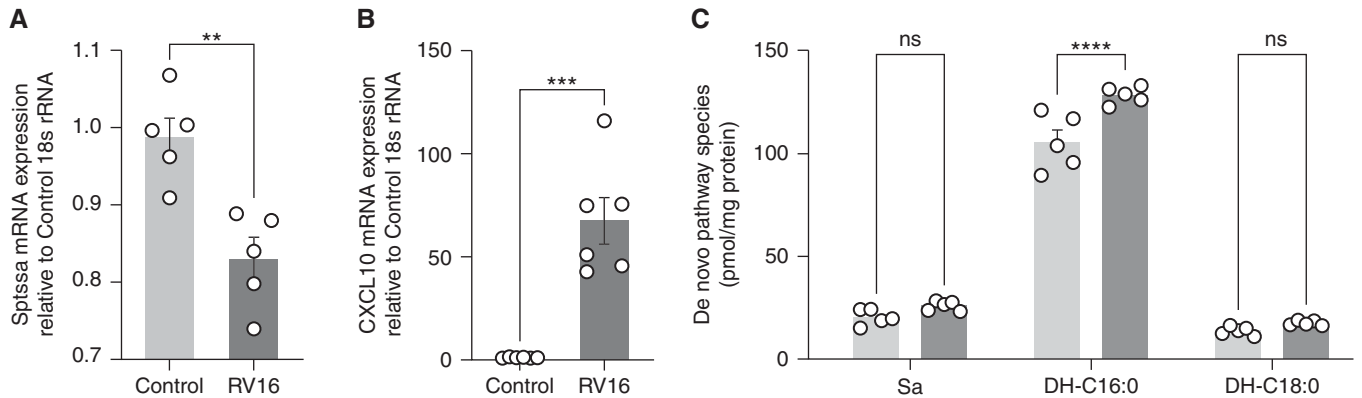 A
Sptssa mRNA expression
relative to Control 18s rRNA
1.1
1.0
0.9
0.8
0.7
**
Control
RV16
B
CXCL10 mRNA expression
relative to Control 18s rRNA
150
100
50
0
***
Control
RV16
C
De novo pathway species
(pmol/mg protein)
150
100
50
0
ns
****
ns
Sa
DH-C16:0
DH-C18:0